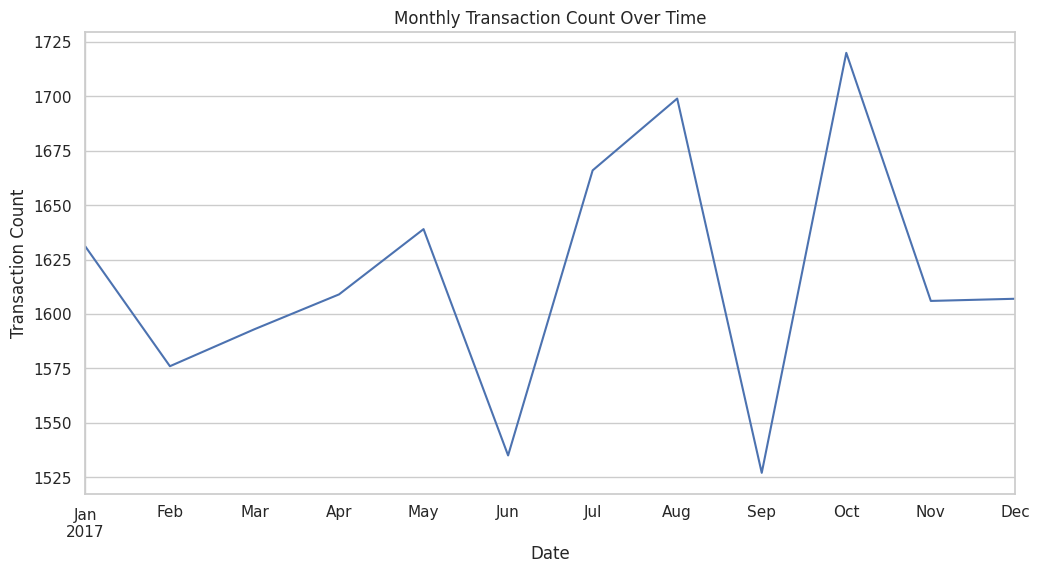 Monthly Transaction Count Over Time
Transaction Count
1725
1700
1675
1650
1625
1600
1575
1550
1525
Jan Feb Mar Apr May Jun Jul Aug Sep Oct Nov Dec
2017
Date